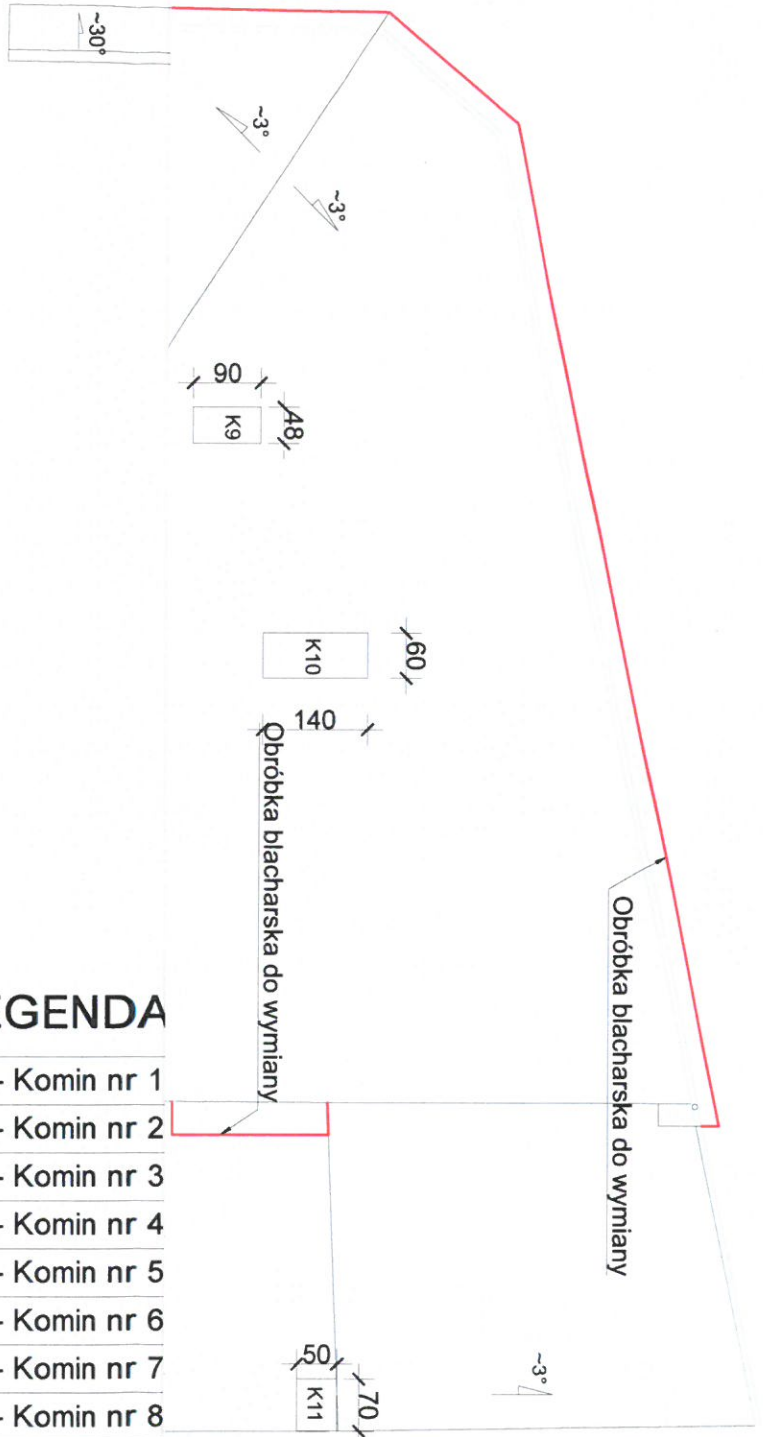 ~30°
~3°
~3°
90
48
K9
K10
60
140
Obróbka blacharska do wymiany
Obróbka blacharska do wymiany
EGENDA
- Komin nr 1
- Komin nr 2
- Komin nr 3
- Komin nr 4
- Komin nr 5
- Komin nr 6
- Komin nr 7
- Komin nr 8
50
K11
70
~3°